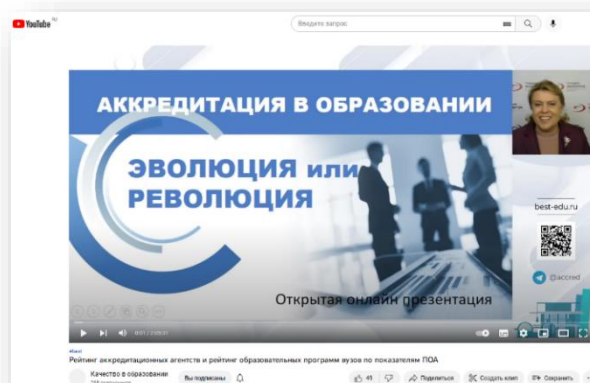 YouTube
Введите запрос
АККРЕДИТАЦИЯ В ОБРАЗОВАНИИ
ЭВОЛЮЦИЯ или
РЕВОЛЮЦИЯ
best-edu.ru
@accred
Открытая онлайн презентация
Рейтинг аккредитационных агентств и рейтинг образовательных программ вузов по показателям ПОА
Качество в образовании
Вы подписаны
Поделиться
Создать клип
Сохранить